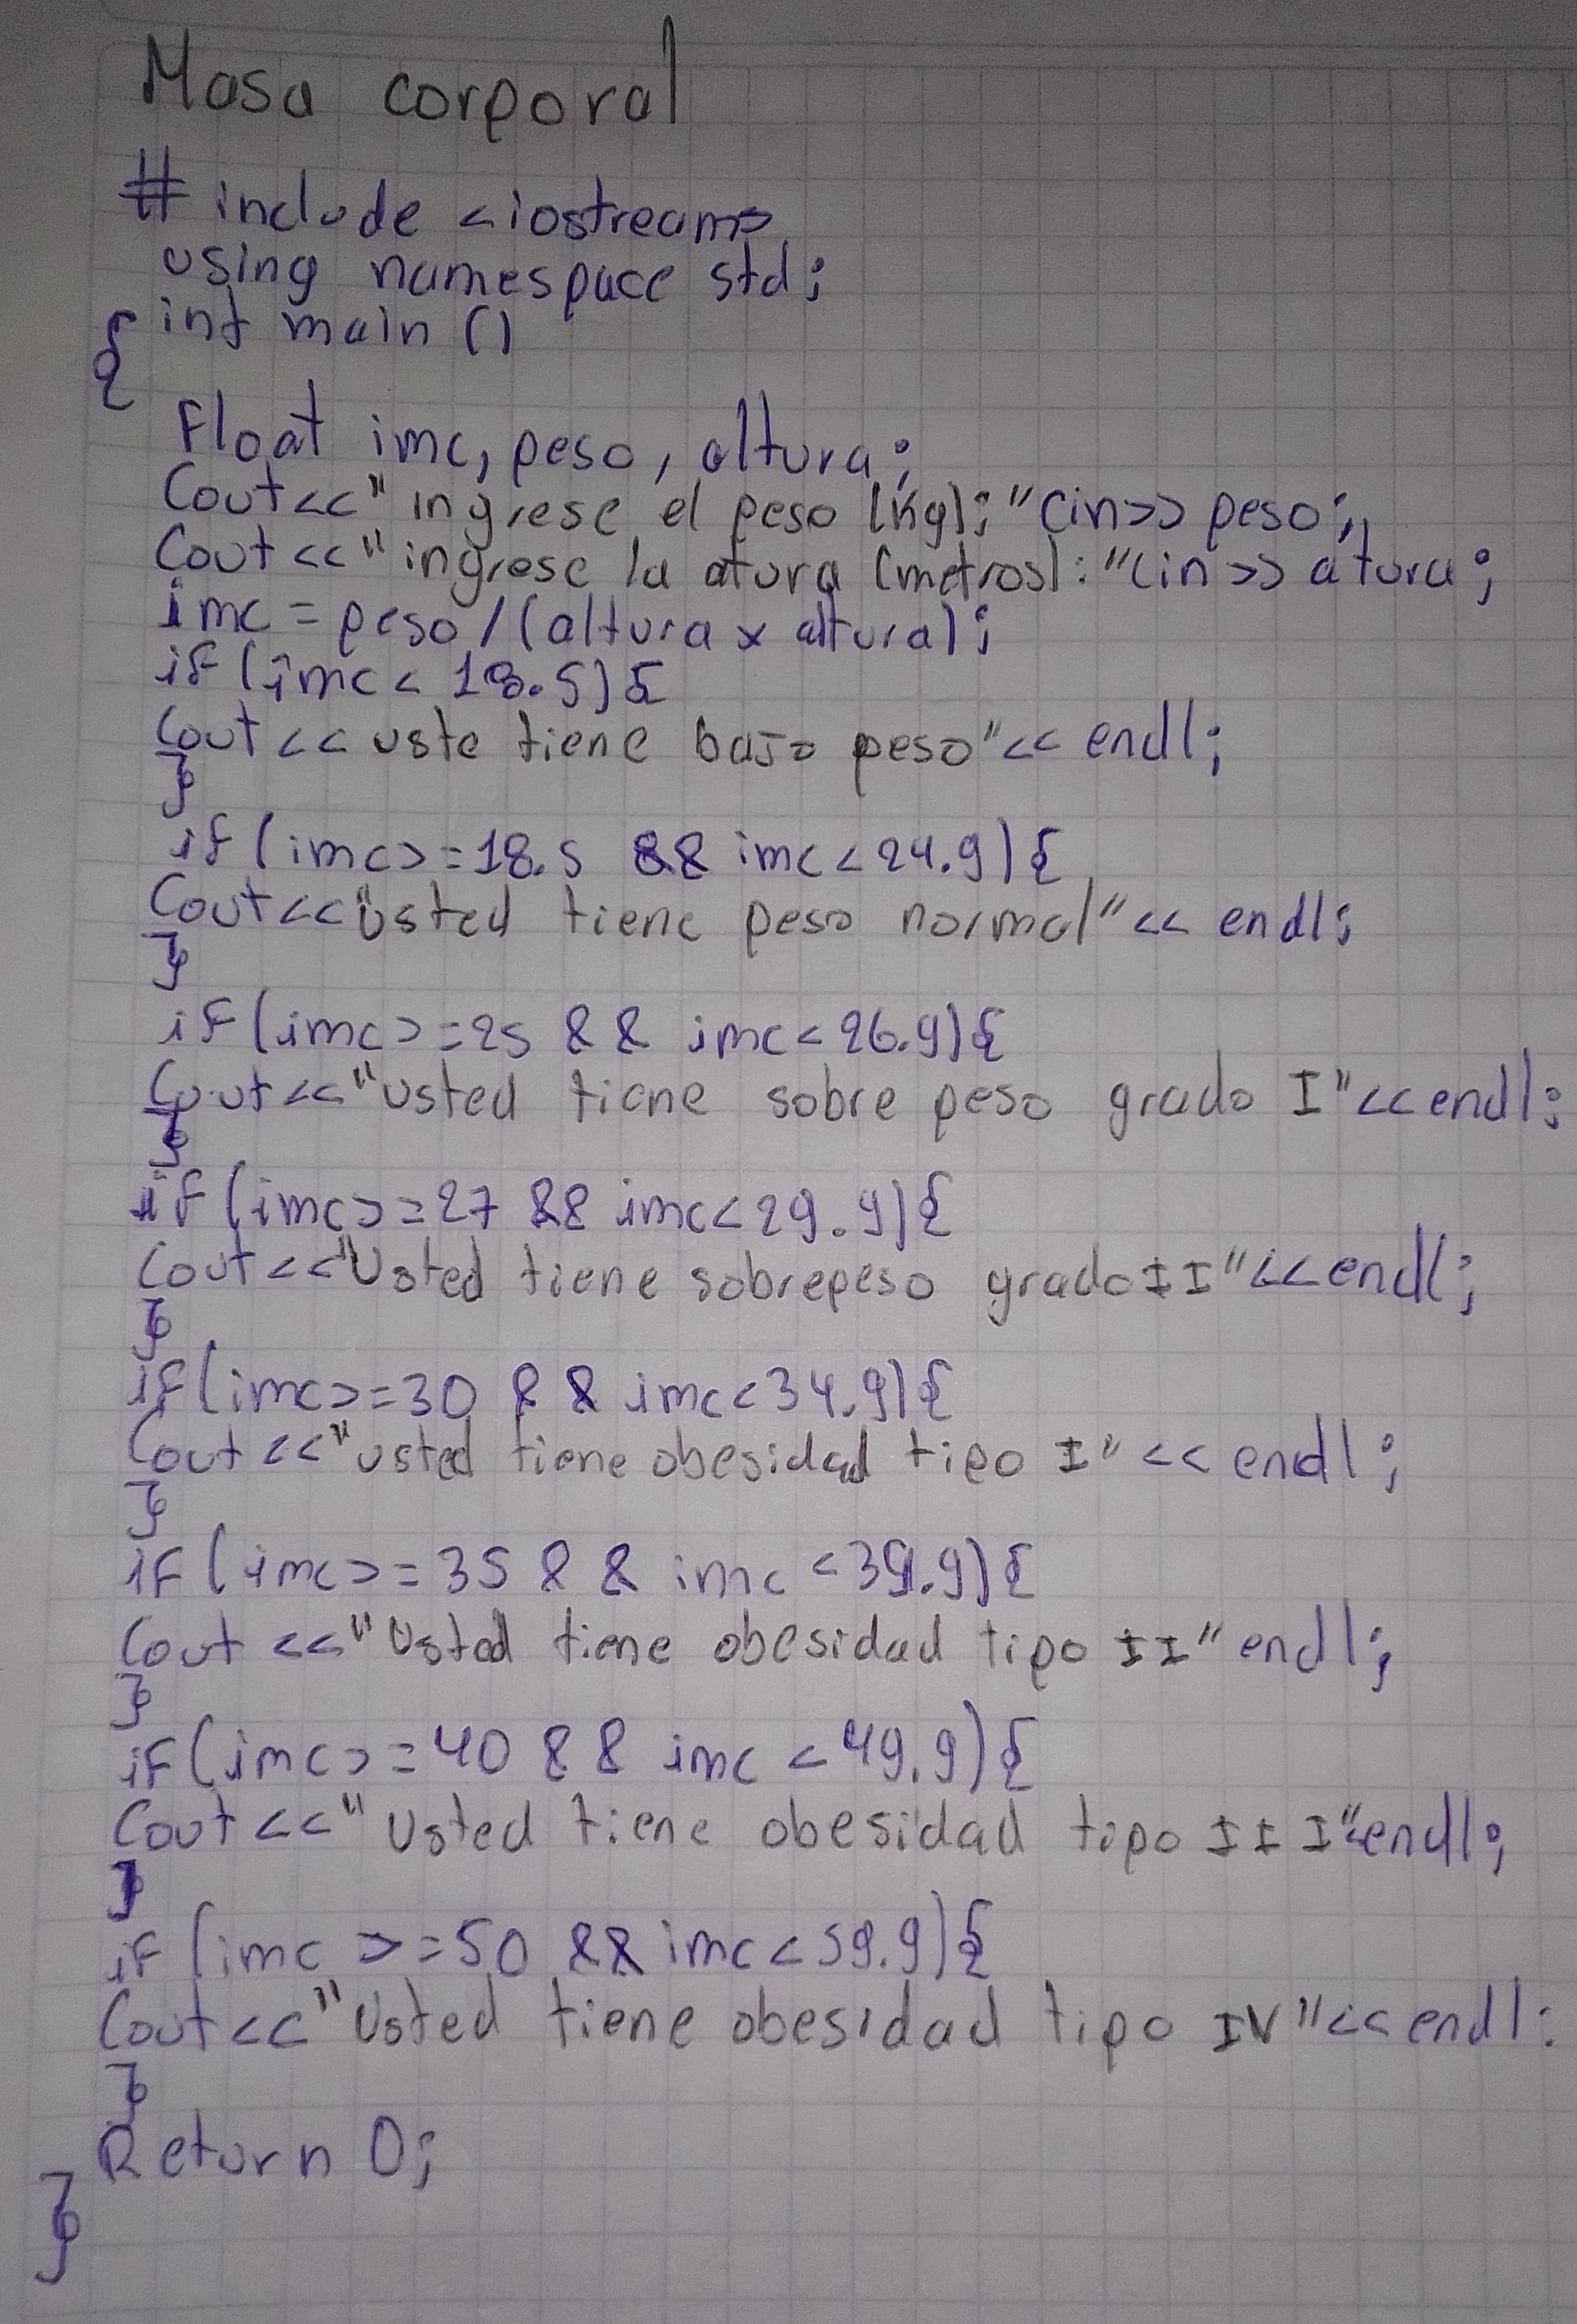 Masa corporal
# include <iostream>
using namespace std;
int main ()
{
Float imc, peso, altura;
Cout<<" ingrese el peso (Kg): "Cin>> peso;
Cout <<" ingrese la atura (metros): "Cin >> atura;
imc = peso / (altura x altura);
if (imc < 18.5) {
Cout << uste tiene bajo peso"<< endl;
}
if (imc>=18.5 && imc < 24.9) {
Cout<<"Usted tiene peso normal"<< endl;
}
if (imc>=25 && imc< 26.9) {
Cout<<"usted tiene sobre peso grado I"<<endl;
}
if (imc>=27 && imc<29.9) {
Cout<<"Usted tiene sobrepeso grado II"<<endl;
}
if (imc>=30 && imc<34.9) {
Cout <<"usted tiene obesidad tipo I" << endl;
}
if (imc>=35 && imc <39.9) {
Cout <<"Usted tiene obesidad tipo II" endl;
}
if (imc>=40 && imc <49.9) {
Cout <<" Usted tiene obesidad tipo III"<endl;
}
if (imc >=50 && imc<59.9) {
Cout <<"Usted tiene obesidad tipo IV"<< endl:
}
Return 0;
}